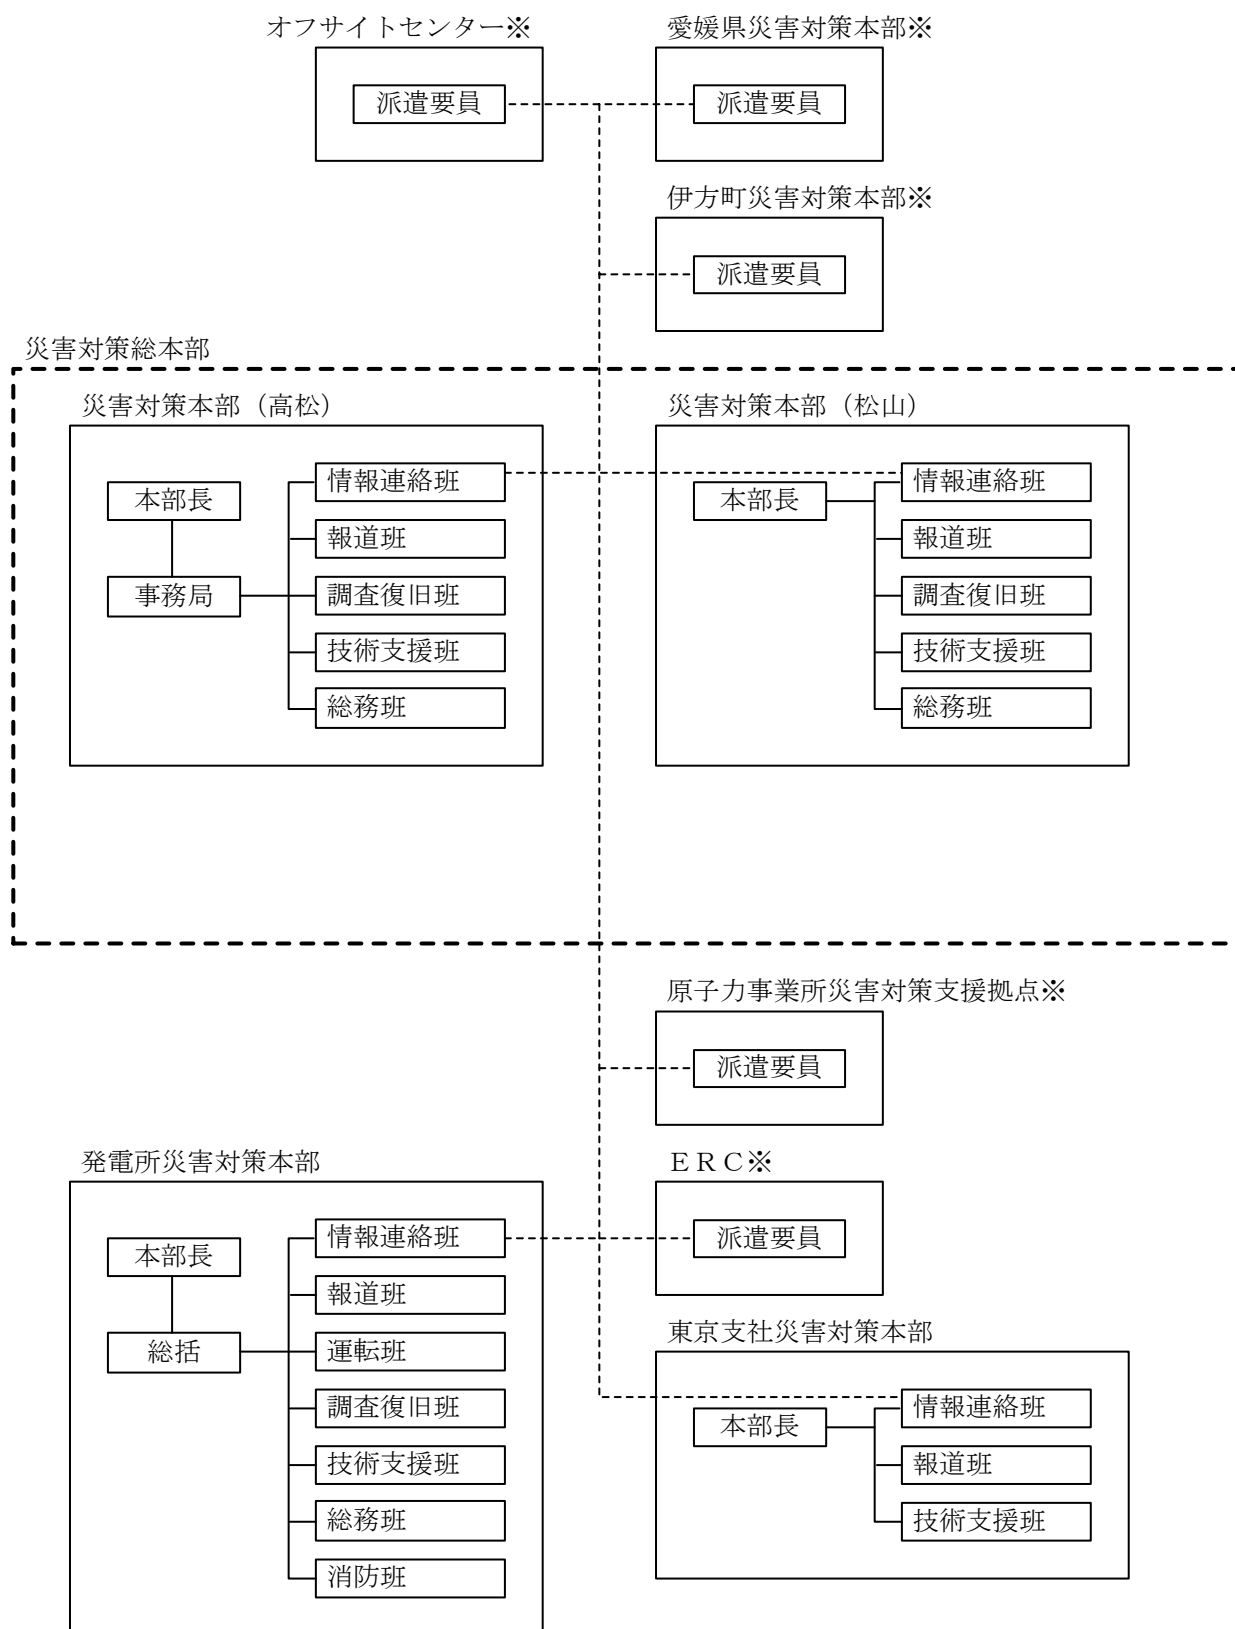 オフサイトセンター※
愛媛県災害対策本部※
派遣要員
派遣要員
伊方町災害対策本部※
派遣要員
災害対策総本部
災害対策本部（高松）
本部長
事務局
情報連絡班
報道班
調査復旧班
技術支援班
総務班
災害対策本部（松山）
本部長
情報連絡班
報道班
調査復旧班
技術支援班
総務班
原子力事業所災害対策支援拠点※
派遣要員
発電所災害対策本部
本部長
総括
情報連絡班
報道班
運転班
調査復旧班
技術支援班
総務班
消防班
ＥＲＣ※
派遣要員
東京支社災害対策本部
本部長
情報連絡班
報道班
技術支援班